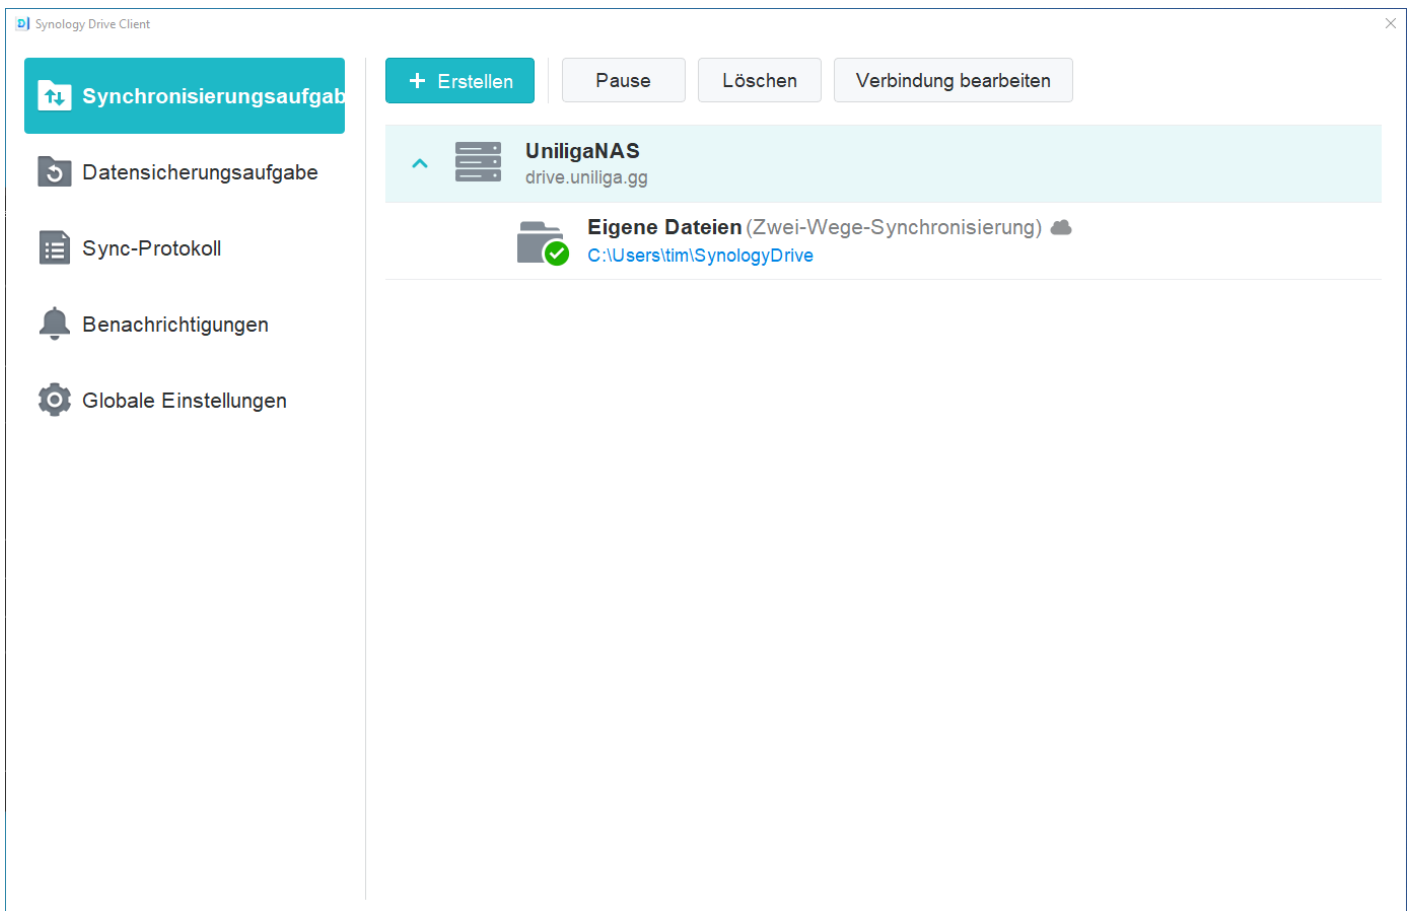 Synology Drive Client
Synchronisierungsaufgab
Datensicherungsaufgabe
Sync-Protokoll
Benachrichtigungen
Globale Einstellungen
+ Erstellen
Pause
Löschen
Verbindung bearbeiten
UniligaNAS
drive.uniliga.gg
Eigene Dateien (Zwei-Wege-Synchronisierung)
C:\Users\tim\SynologyDrive